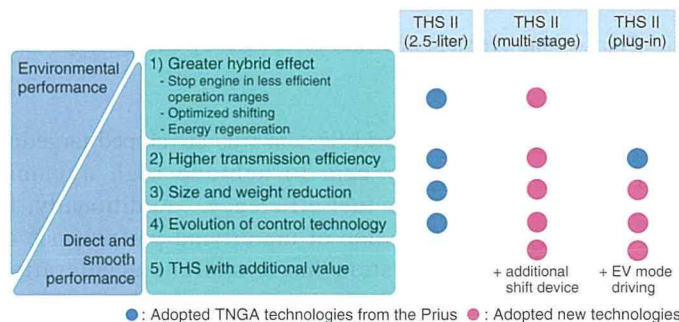 THS II
(2.5-liter)
THS II
(multi-stage)
THS II
(plug-in)
Environmental
performance
1) Greater hybrid effect
- Stop engine in less efficient
operation ranges
- Optimized shifting
- Energy regeneration
2) Higher transmission efficiency
3) Size and weight reduction
4) Evolution of control technology
Direct and
smooth
performance
5) THS with additional value
+ additional
shift device
+ EV mode
driving
: Adopted TNGA technologies from the Prius
: Adopted new technologies